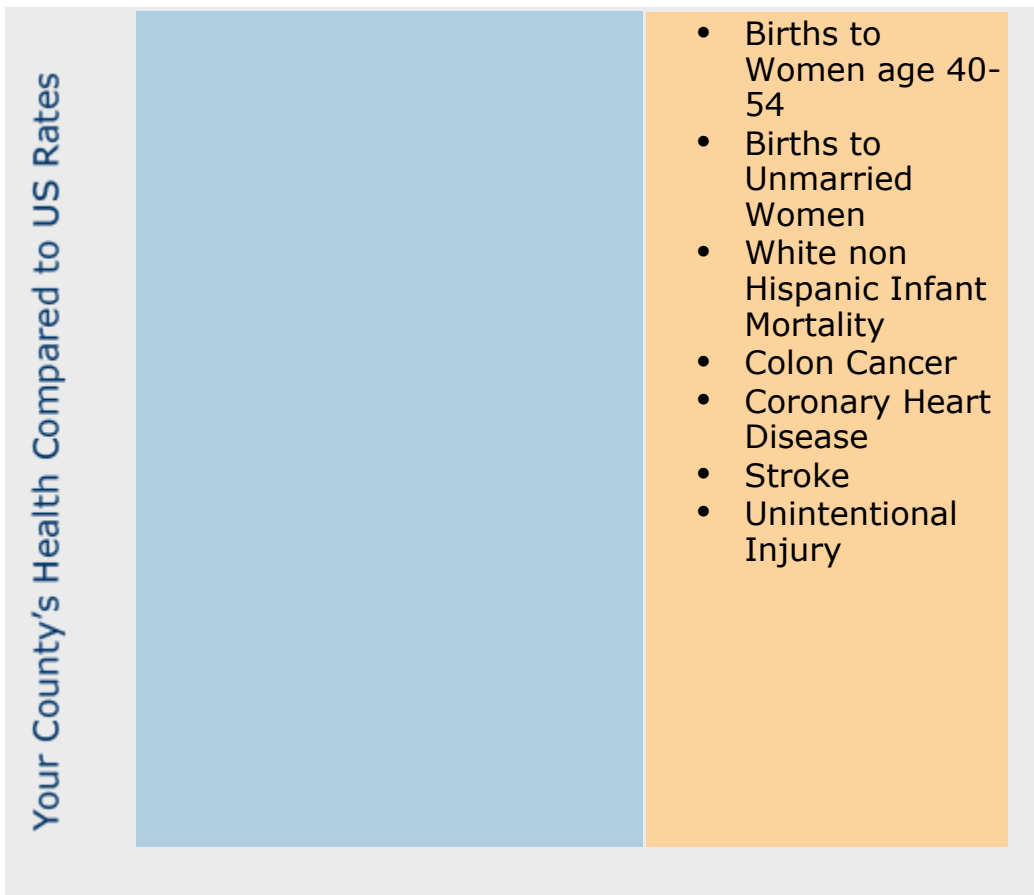 Your County’s Health Compared to US Rates
• Births to
Women age 40-
54
• Births to
Unmarried
Women
• White non
Hispanic Infant
Mortality
• Colon Cancer
• Coronary Heart
Disease
• Stroke
• Unintentional
Injury